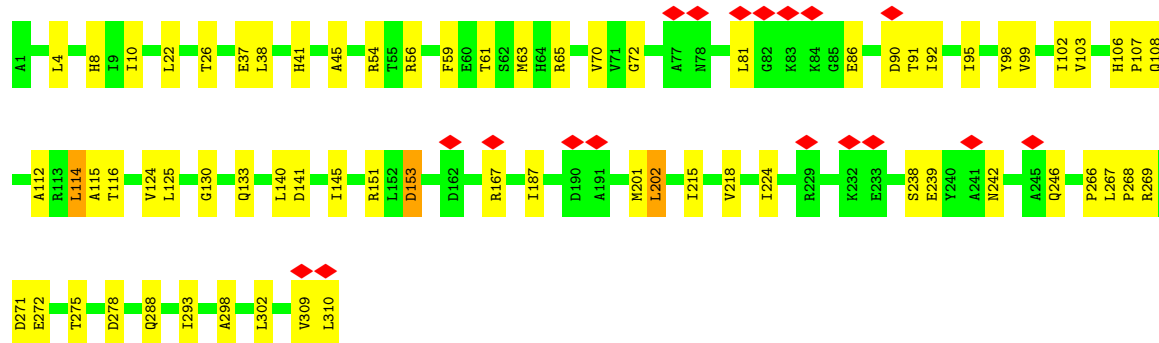 A1 L4 H8 I9 I10 L22 T26 E37 L38 H41 A45 R54 T55 R56 F59 E60 T61 S62 M63 H64 R65 V70 V71 G72 A77 N78 L81 G82 K83 K84 G85 E86 D90 T91 I92 I95 Y98 V99 I102 V103 H106 P107 Q108
A112 R113 L114 A115 T116 V124 L125 G130 Q133 L140 D141 I145 R151 L152 D153 D162 R167 I187 D190 A191 M201 L202 I215 V218 I224 R229 K232 E233 S238 E239 Y240 A241 N242 A245 Q246 P266 L267 P268 R269
D271 E272 T275 D278 Q288 I293 A298 L302 V309 L310